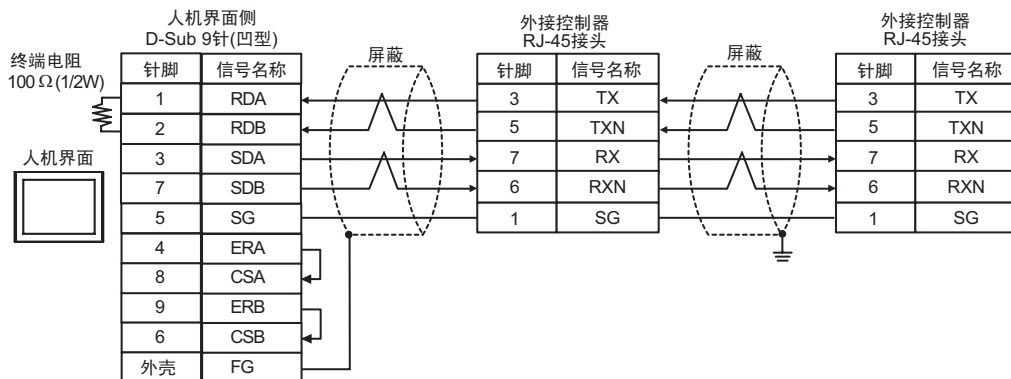 人机界面侧
D-Sub 9针(凹型)
终端电阻
100 Ω (1/2W)
人机界面
针脚 信号名称
1 RDA
2 RDB
3 SDA
7 SDB
5 SG
4 ERA
8 CSA
9 ERB
6 CSB
外壳 FG
屏蔽
外接控制器
RJ-45接头
针脚 信号名称
3 TX
5 TXN
7 RX
6 RXN
1 SG
屏蔽
外接控制器
RJ-45接头
针脚 信号名称
3 TX
5 TXN
7 RX
6 RXN
1 SG